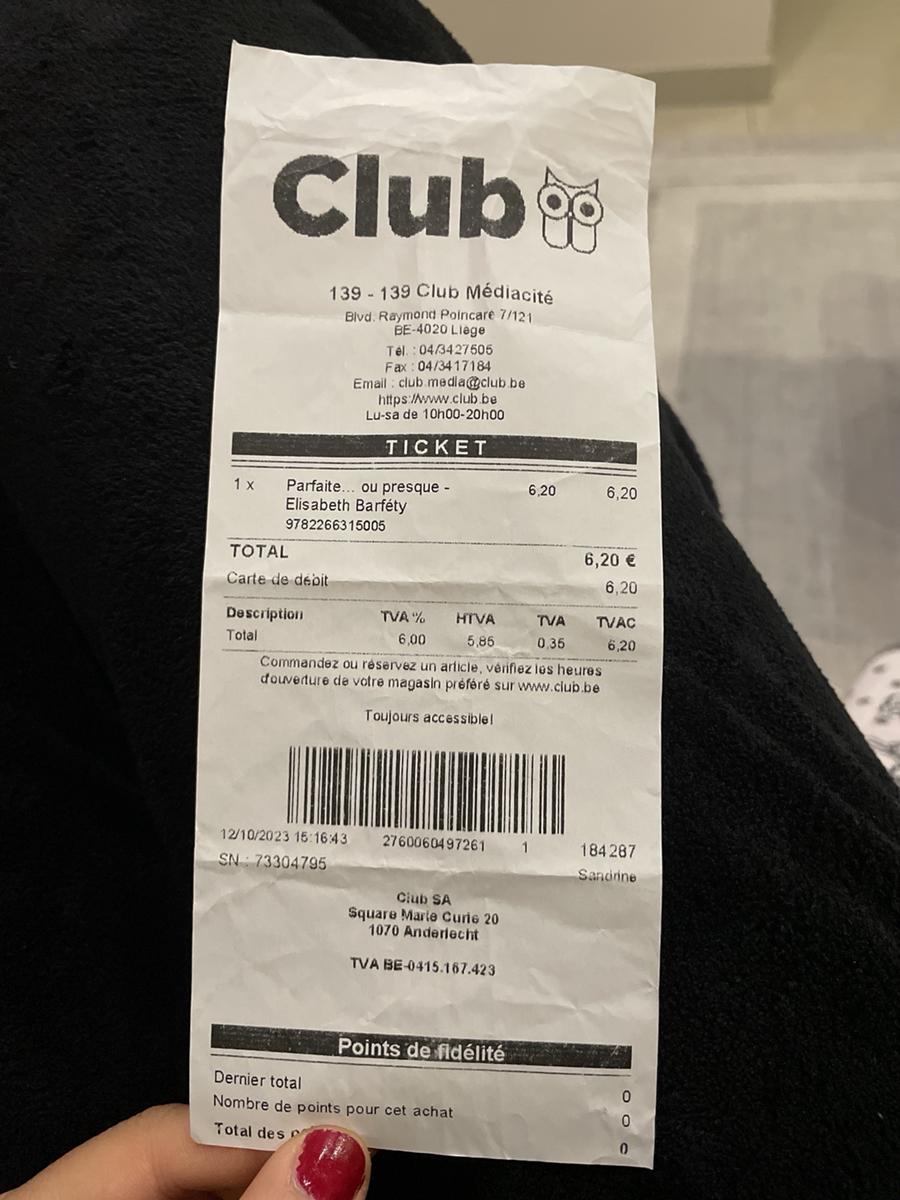 Club
139 - 139 Club Médiacité
Blvd. Raymond Poincaré 7/121
BE-4020 Liège
Tél. : 04/3427505
Fax : 04/3417184
Email : club.media@club.be
https://www.club.be
Lu-sa de 10h00-20h00
TICKET
1 x Parfaite... ou presque - 6,20 6,20
Elisabeth Barféty
9782266315005
TOTAL 6,20 €
Carte de débit 6,20
Description TVA % HTVA TVA TVAC
Total 6,00 5,85 0,35 6,20
Commandez ou réservez un article, vérifiez les heures
d'ouverture de votre magasin préféré sur www.club.be
Toujours accessible!
12/10/2023 15:16:43 2760060497261 1 184287
SN : 73304795 Sandrine
Club SA
Square Marie Curie 20
1070 Anderlecht
TVA BE-0415.167.423
Points de fidélité
Dernier total 0
Nombre de points pour cet achat 0
Total des 0